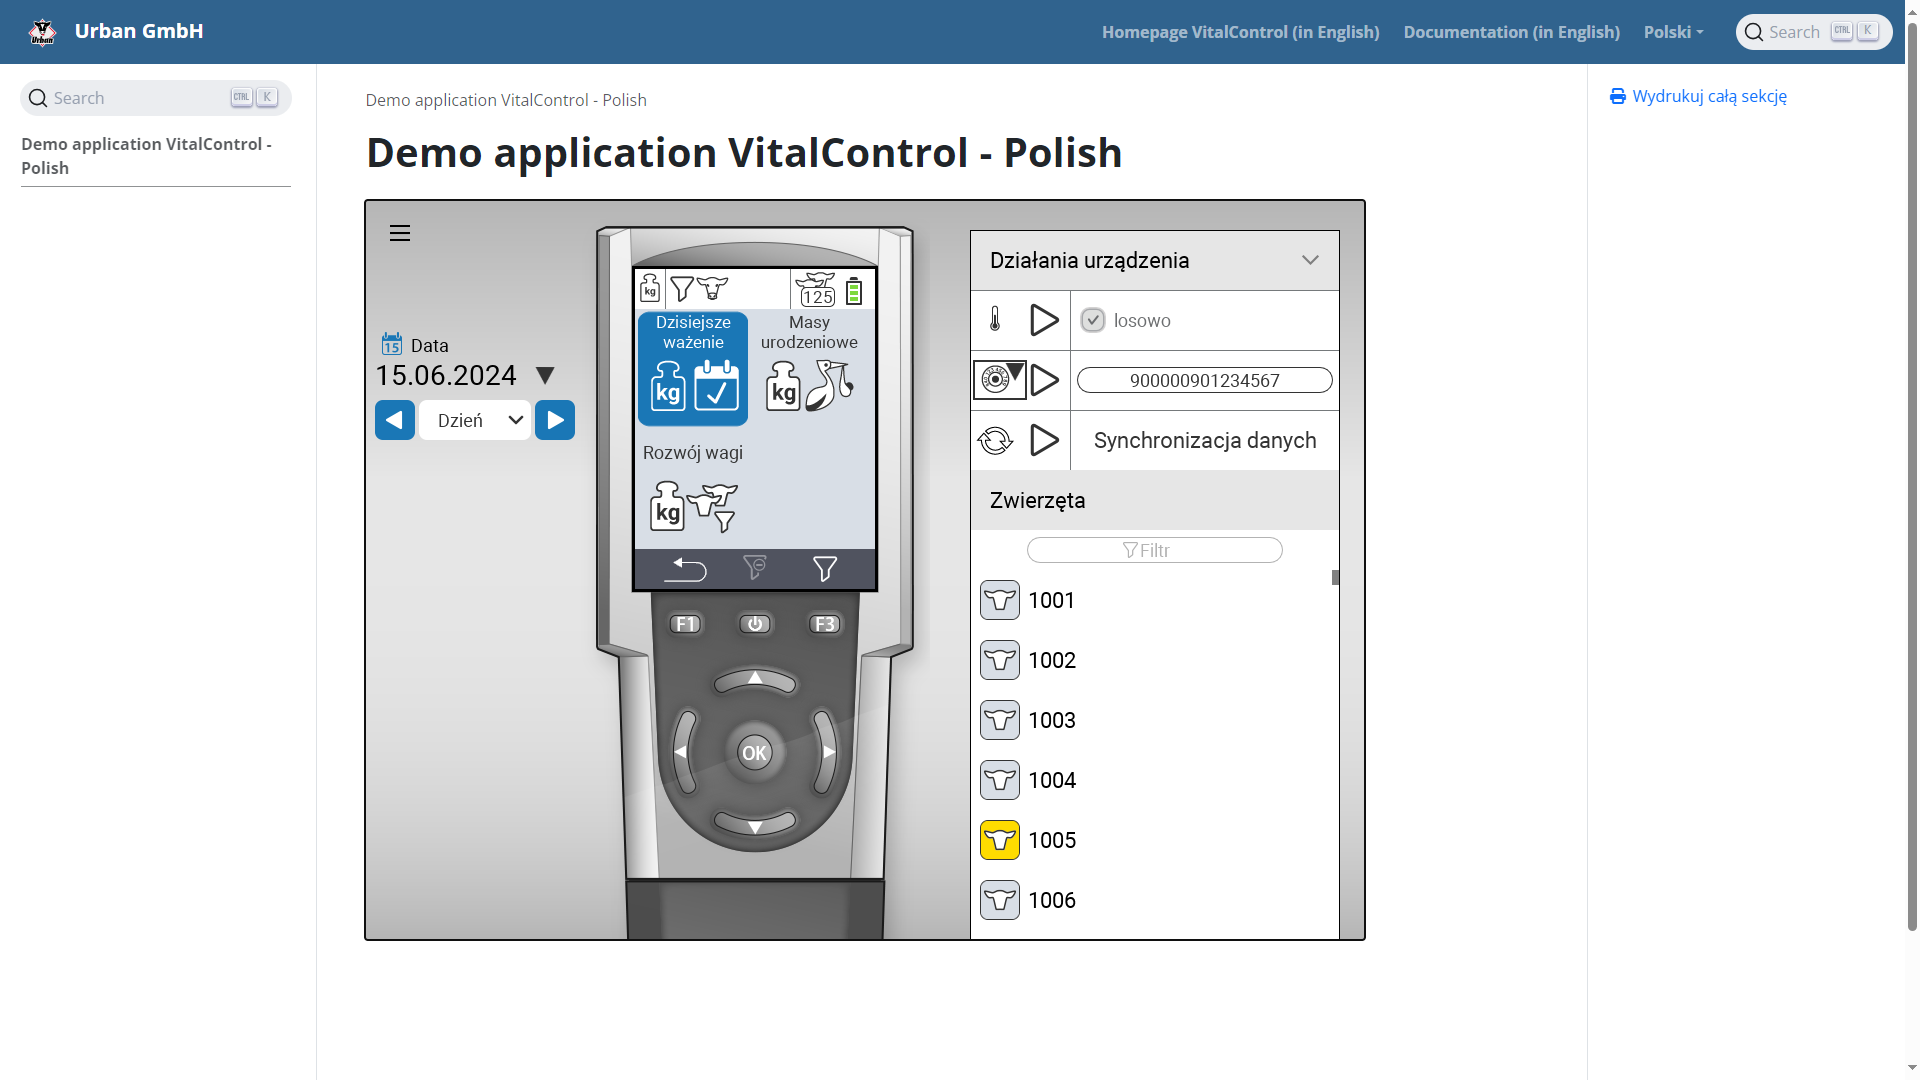 Urban GmbH
Homepage VitalControl (in English)
Documentation (in English)
Polski
Search CTRL K
Search CTRL K
Demo application VitalControl -
Polish
Demo application VitalControl - Polish
Demo application VitalControl - Polish
Wydrukuj całą sekcję
15 Data
15.06.2024
Dzień
kg
125
Dzisiejsze
ważenie
kg
Masy
urodzeniowe
kg
Rozwój wagi
kg
F1
F3
OK
Działania urządzenia
losowo
900000901234567
Synchronizacja danych
Zwierzęta
Filtr
1001
1002
1003
1004
1005
1006